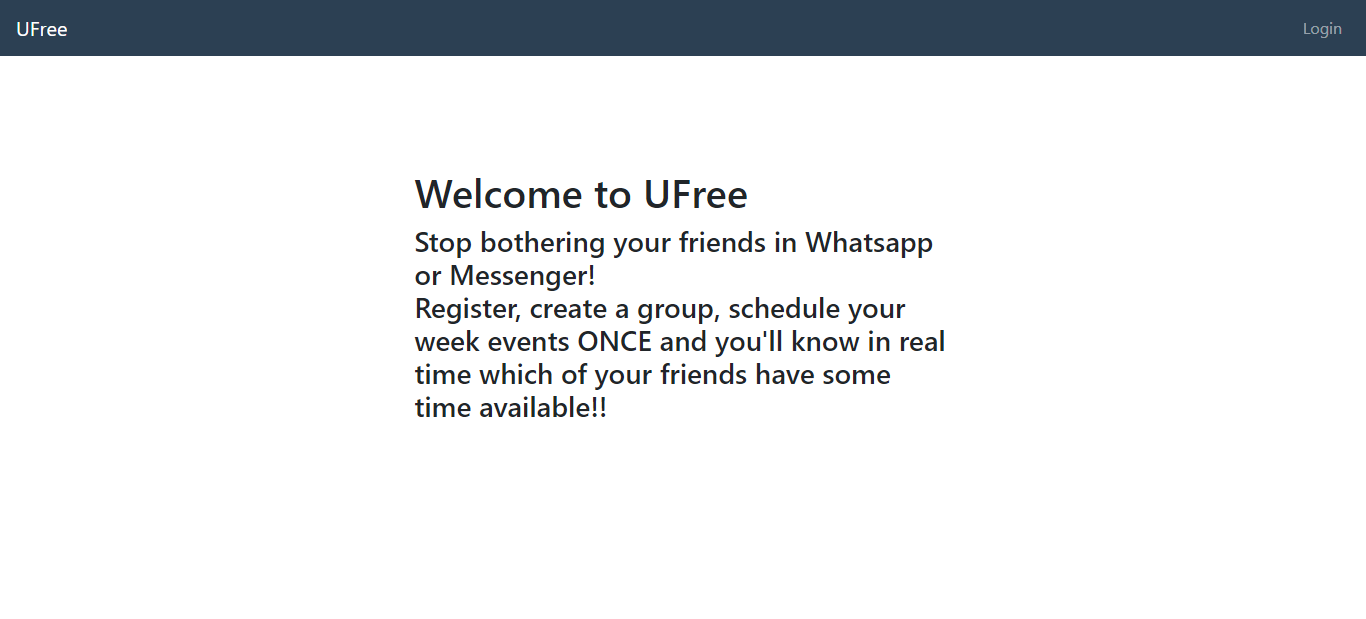 UFree
Login
Welcome to UFree
Stop bothering your friends in Whatsapp
or Messenger!
Register, create a group, schedule your
week events ONCE and you'll know in real
time which of your friends have some
time available!!